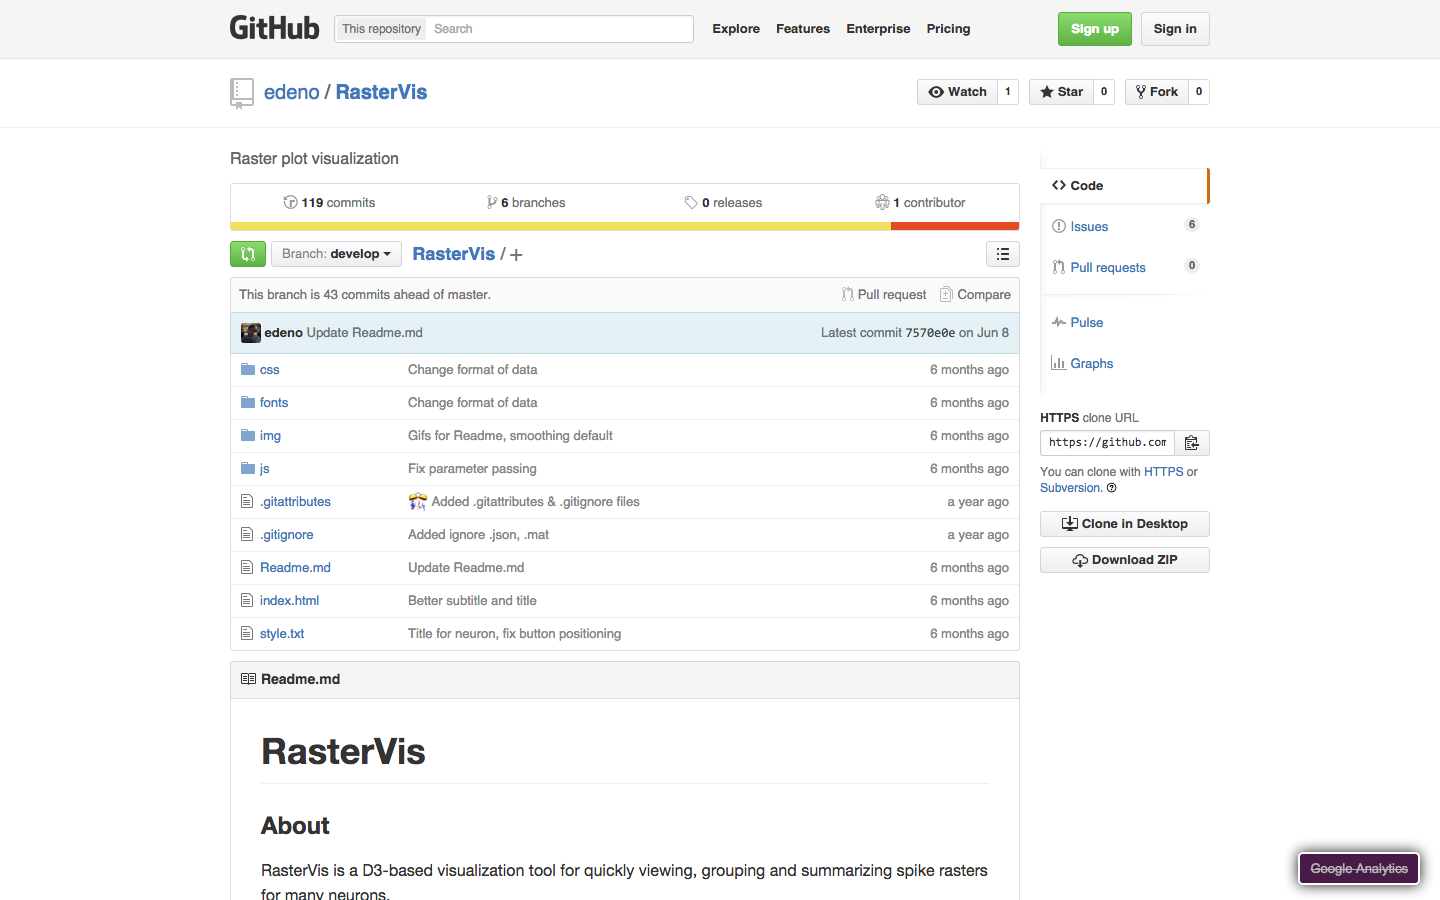 GitHub This repository Search Explore Features Enterprise Pricing Sign up Sign in
edeno / RasterVis Watch 1 Star 0 Fork 0
Raster plot visualization
119 commits 6 branches 0 releases 1 contributor
Branch: develop RasterVis / +
This branch is 43 commits ahead of master. Pull request Compare
edeno Update Readme.md Latest commit 7570e0e on Jun 8
css Change format of data 6 months ago
fonts Change format of data 6 months ago
img Gifs for Readme, smoothing default 6 months ago
js Fix parameter passing 6 months ago
.gitattributes Added .gitattributes & .gitignore files a year ago
.gitignore Added ignore .json, .mat a year ago
Readme.md Update Readme.md 6 months ago
index.html Better subtitle and title 6 months ago
style.txt Title for neuron, fix button positioning 6 months ago
Readme.md
RasterVis
About
RasterVis is a D3-based visualization tool for quickly viewing, grouping and summarizing spike rasters
for many neurons.
Code
Issues 6
Pull requests 0
Pulse
Graphs
HTTPS clone URL
https://github.com
You can clone with HTTPS or
Subversion.
Clone in Desktop
Download ZIP
Google Analytics